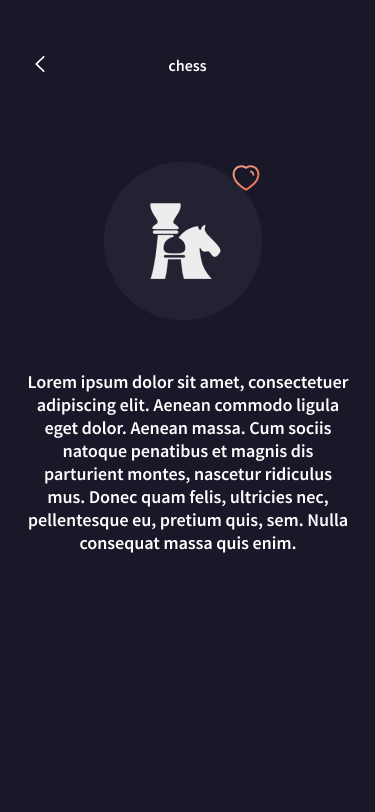 chess
Lorem ipsum dolor sit amet, consectetuer
adipiscing elit. Aenean commodo ligula
eget dolor. Aenean massa. Cum sociis
natoque penatibus et magnis dis
parturient montes, nascetur ridiculus
mus. Donec quam felis, ultricies nec,
pellentesque eu, pretium quis, sem. Nulla
consequat massa quis enim.